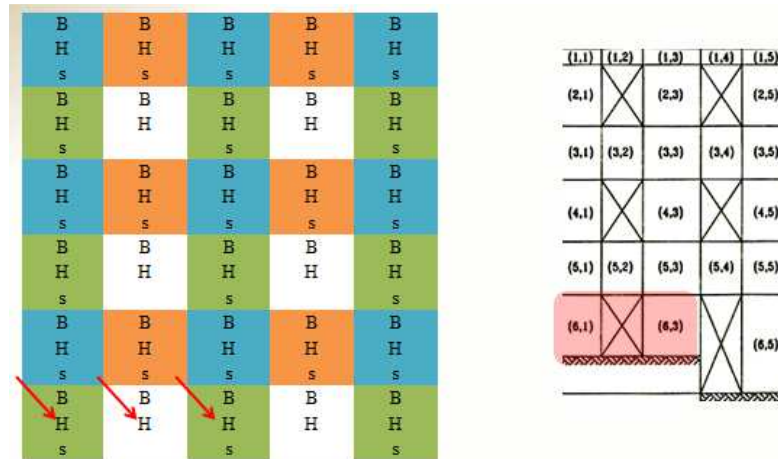 B B B B B
H H H H H
s s s s s
B B B B B
H H H H H
s s s
B B B B B
H H H H H
s s s s s
B B B B B
H H H H H
s s s
B B B B B
H H H H H
s s s s s
B B B B B
H H H H H
s s s
(1,1) (1,2) (1,3) (1,4) (1,5)
(2,1) (2,3) (2,5)
(3,1) (3,2) (3,3) (3,4) (3,5)
(4,1) (4,3) (4,5)
(5,1) (5,2) (5,3) (5,4) (5,5)
(6,1) (6,3)
(6,5)